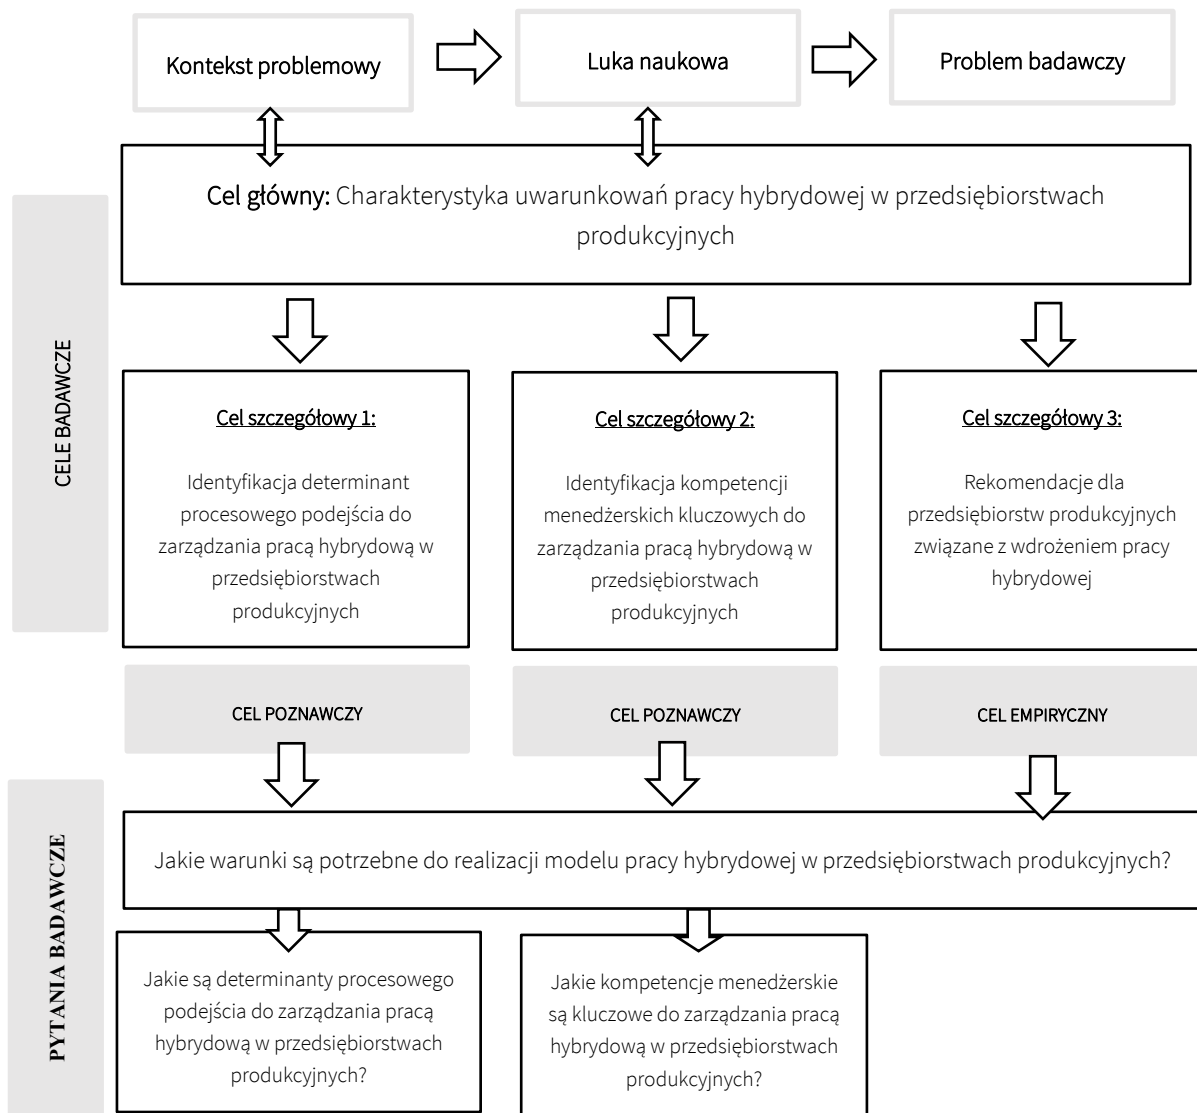 Kontekst problemowy
Luka naukowa
Problem badawczy
Cel główny: Charakterystyka uwarunkowań pracy hybrydowej w przedsiębiorstwach
produkcyjnych
CELE BADAWCZE
Cel szczegółowy 1:
Identyfikacja determinant
procesowego podejścia do
zarządzania pracą hybrydową w
przedsiębiorstwach
produkcyjnych
Cel szczegółowy 2:
Identyfikacja kompetencji
menedżerskich kluczowych do
zarządzania pracą hybrydową w
przedsiębiorstwach
produkcyjnych
Cel szczegółowy 3:
Rekomendacje dla
przedsiębiorstw produkcyjnych
związane z wdrożeniem pracy
hybrydowej
CEL POZNAWCZY
CEL POZNAWCZY
CEL EMPIRYCZNY
PYTANIA BADAWCZE
Jakie warunki są potrzebne do realizacji modelu pracy hybrydowej w przedsiębiorstwach produkcyjnych?
Jakie są determinanty procesowego
podejścia do zarządzania pracą
hybrydową w przedsiębiorstwach
produkcyjnych?
Jakie kompetencje menedżerskie
są kluczowe do zarządzania pracą
hybrydową w przedsiębiorstwach
produkcyjnych?